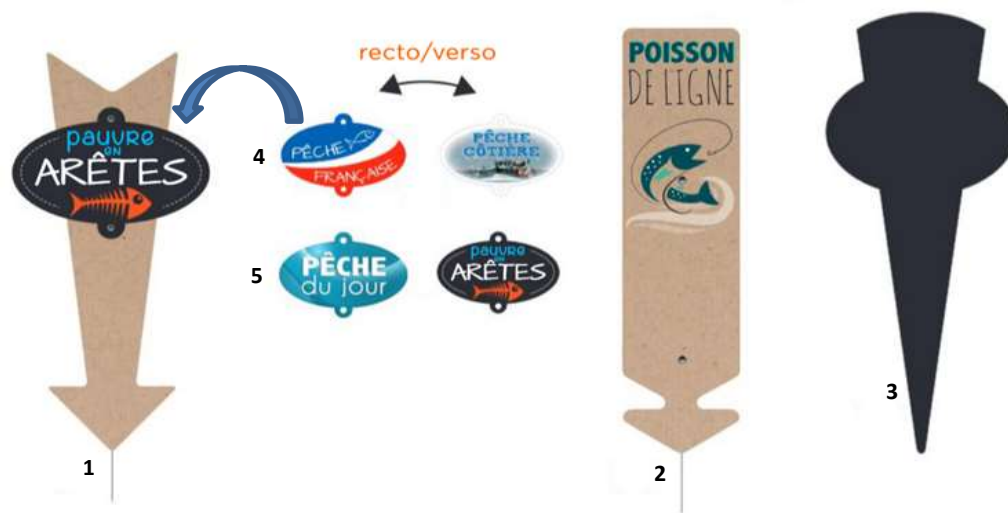 recto/verso
pauvre
en
ARÊTES
4
PÊCHE
FRANÇAISE
PÊCHE
CÔTIÈRE
5
PÊCHE
du jour
pauvre
en
ARÊTES
POISSON
DE LIGNE
1
2
3